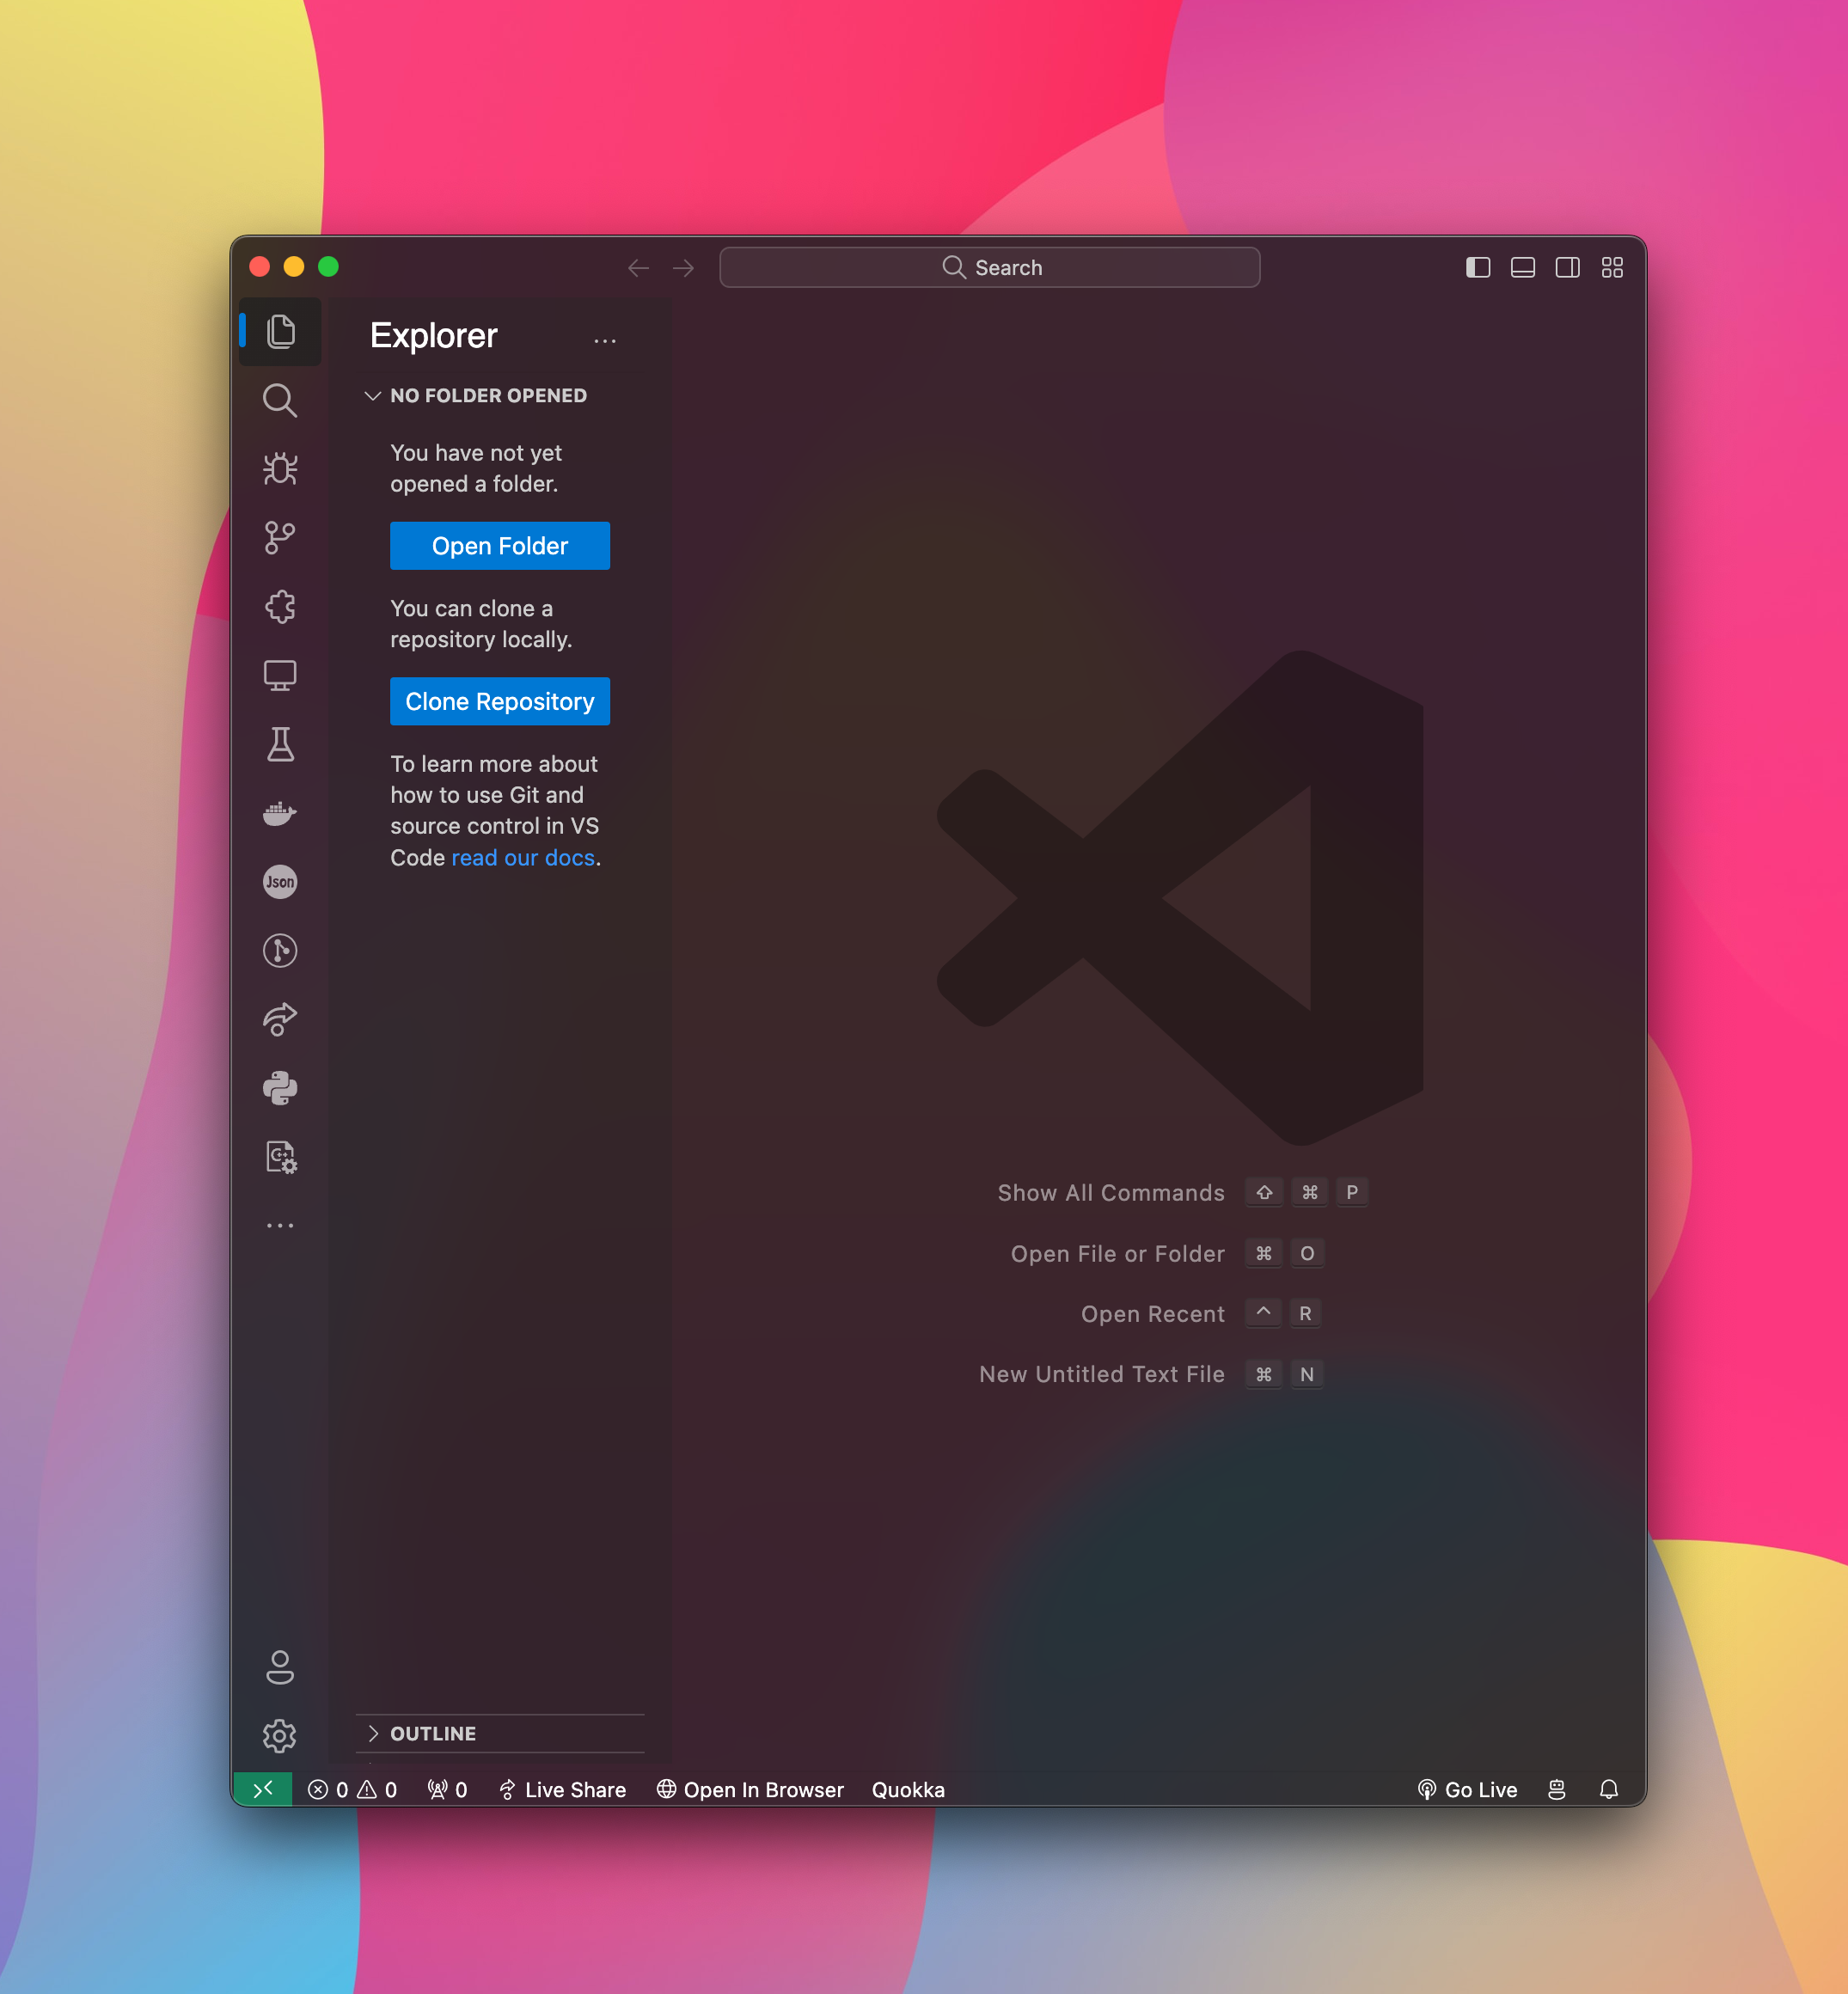 Search
Explorer
NO FOLDER OPENED
You have not yet
opened a folder.
Open Folder
You can clone a
repository locally.
Clone Repository
To learn more about
how to use Git and
source control in VS
Code read our docs.
Json
C++
Show All Commands ⇧ ⌘ P
Open File or Folder ⌘ O
Open Recent ^ R
New Untitled Text File ⌘ N
OUTLINE
0 0 0 Live Share Open In Browser Quokka Go Live